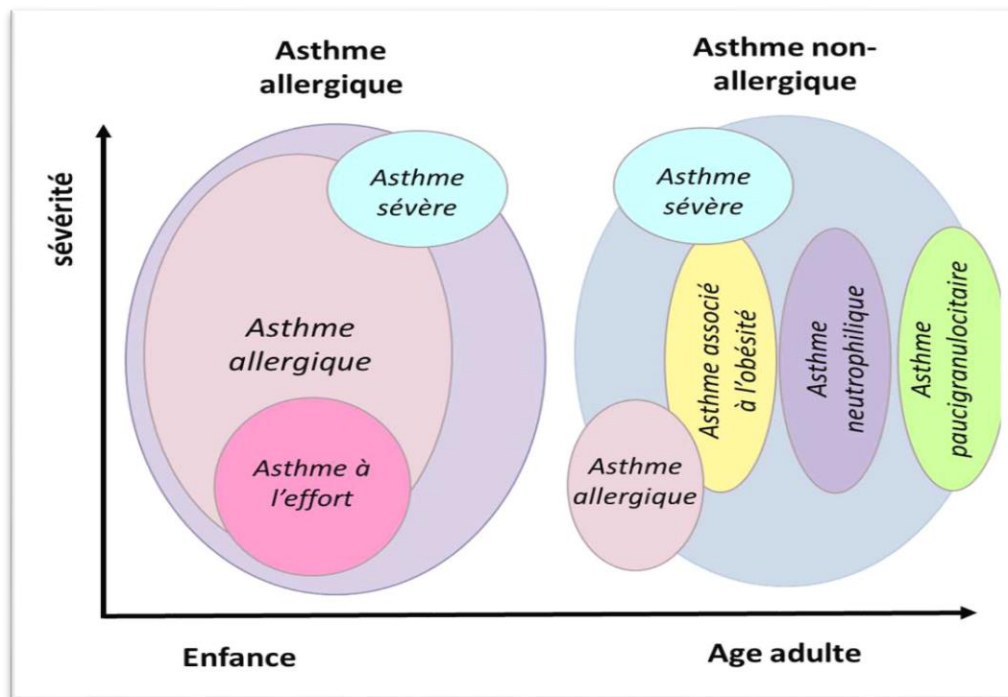 Asthme
allergique
Asthme non-
allergique
sévérité
Asthme
sévère
Asthme
allergique
Asthme à
l'effort
Asthme
sévère
Asthme associé
à l'obésité
Asthme
neutrophilique
Asthme
paucigranulocitaire
Asthme
allergique
Enfance
Age adulte